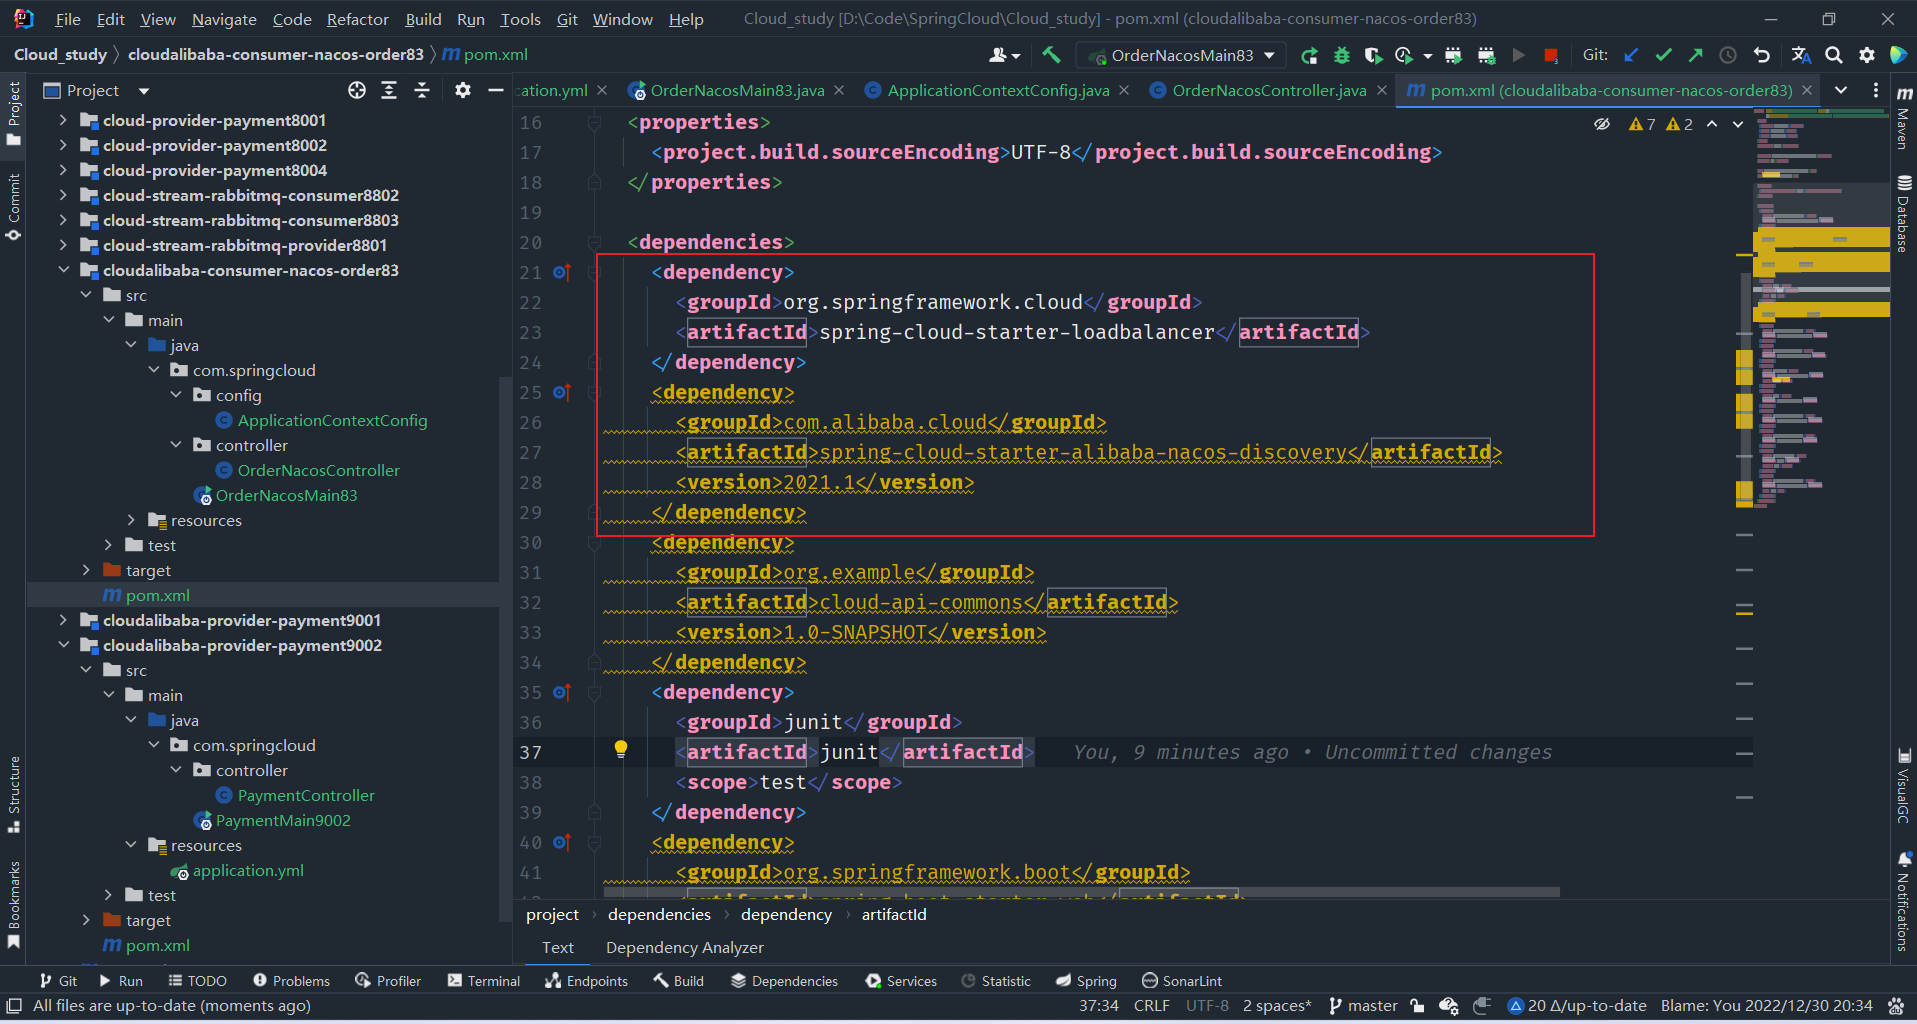 File Edit View Navigate Code Refactor Build Run Tools Git Window Help Cloud_study [D:\Code\SpringCloud\Cloud_study] - pom.xml (cloudalibaba-consumer-nacos-order83)
Cloud_study cloudalibaba-consumer-nacos-order83 pom.xml OrderNacosMain83 Git:
Project
cation.yml OrderNacosMain83.java ApplicationContextConfig.java OrderNacosController.java pom.xml (cloudalibaba-consumer-nacos-order83)
Project
Commit
Structure
Bookmarks
cloud-provider-payment8001
cloud-provider-payment8002
cloud-provider-payment8004
cloud-stream-rabbitmq-consumer8802
cloud-stream-rabbitmq-consumer8803
cloud-stream-rabbitmq-provider8801
cloudalibaba-consumer-nacos-order83
src
main
java
com.springcloud
config
ApplicationContextConfig
controller
OrderNacosController
OrderNacosMain83
resources
test
target
pom.xml
cloudalibaba-provider-payment9001
cloudalibaba-provider-payment9002
src
main
java
com.springcloud
controller
PaymentController
PaymentMain9002
resources
application.yml
test
target
pom.xml
7 2
16 <properties>
17 <project.build.sourceEncoding>UTF-8</project.build.sourceEncoding>
18 </properties>
19
20 <dependencies>
21 <dependency>
22 <groupId>org.springframework.cloud</groupId>
23 <artifactId>spring-cloud-starter-loadbalancer</artifactId>
24 </dependency>
25 <dependency>
26 <groupId>com.alibaba.cloud</groupId>
27 <artifactId>spring-cloud-starter-alibaba-nacos-discovery</artifactId>
28 <version>2021.1</version>
29 </dependency>
30 <dependency>
31 <groupId>org.example</groupId>
32 <artifactId>cloud-api-commons</artifactId>
33 <version>1.0-SNAPSHOT</version>
34 </dependency>
35 <dependency>
36 <groupId>junit</groupId>
37 <artifactId>junit</artifactId> You, 9 minutes ago • Uncommitted changes
38 <scope>test</scope>
39 </dependency>
40 <dependency>
41 <groupId>org.springframework.boot</groupId>
Maven
Database
VisualGC
Notifications
project dependencies dependency artifactId
Text Dependency Analyzer
Git Run TODO Problems Profiler Terminal Endpoints Build Dependencies Services Statistic Spring SonarLint
All files are up-to-date (moments ago) 37:34 CRLF UTF-8 2 spaces* master 20 Δ/up-to-date Blame: You 2022/12/30 20:34